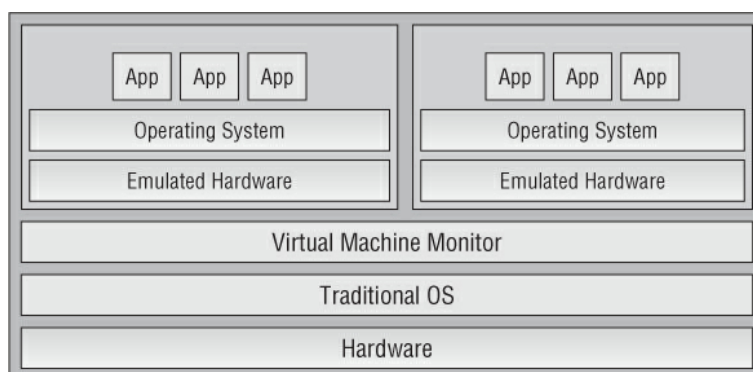 App App App App App App
Operating System Operating System
Emulated Hardware Emulated Hardware
Virtual Machine Monitor
Traditional OS
Hardware